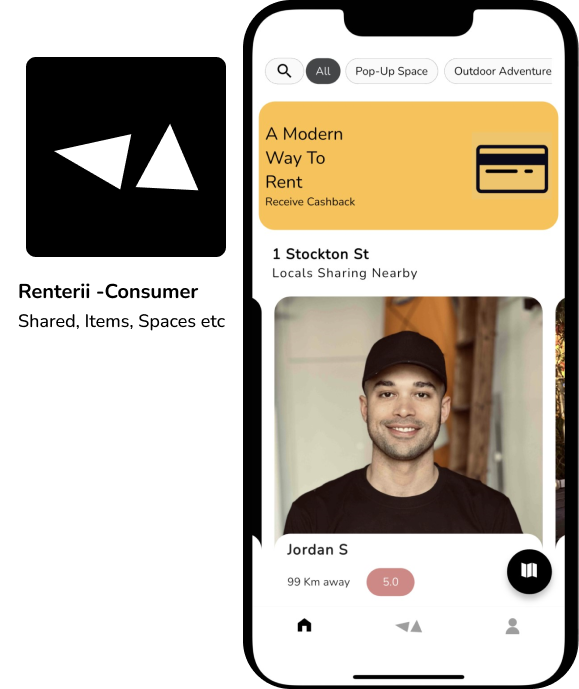 Renterii -Consumer
Shared, Items, Spaces etc
All
Pop-Up Space
Outdoor Adventure
A Modern
Way To
Rent
Receive Cashback
1 Stockton St
Locals Sharing Nearby
Jordan S
99 Km away
5.0